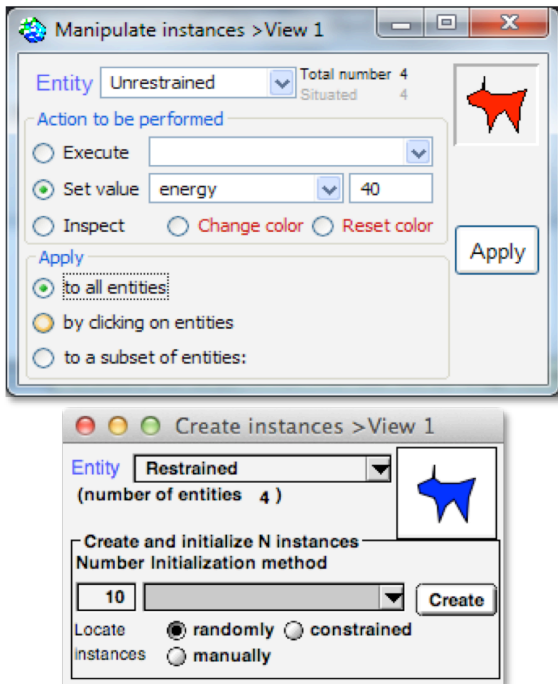 Manipulate instances >View 1
Entity Unrestrained Total number 4
Situated 4
Action to be performed
Execute
Set value energy 40
Inspect Change color Reset color
Apply
Apply
to all entities
by clicking on entities
to a subset of entities:
Create instances >View 1
Entity Restrained
(number of entities 4 )
Create and initialize N instances
Number Initialization method
10 Create
Locate randomly constrained
instances manually